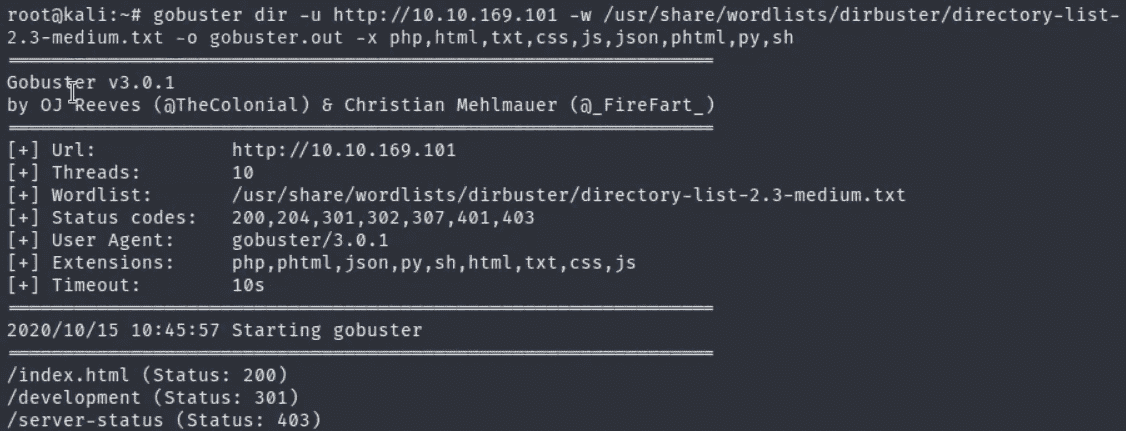 root@kali:~# gobuster dir -u http://10.10.169.101 -w /usr/share/wordlists/dirbuster/directory-list-
2.3-medium.txt -o gobuster.out -x php,html,txt,css,js,json,phtml,py,sh
===============================================================
Gobuster v3.0.1
by OJ Reeves (@TheColonial) & Christian Mehlmauer (@_FireFart_)
===============================================================
[+] Url:            http://10.10.169.101
[+] Threads:        10
[+] Wordlist:       /usr/share/wordlists/dirbuster/directory-list-2.3-medium.txt
[+] Status codes:   200,204,301,302,307,401,403
[+] User Agent:     gobuster/3.0.1
[+] Extensions:     php,phtml,json,py,sh,html,txt,css,js
[+] Timeout:        10s
===============================================================
2020/10/15 10:45:57 Starting gobuster
===============================================================
/index.html (Status: 200)
/development (Status: 301)
/server-status (Status: 403)